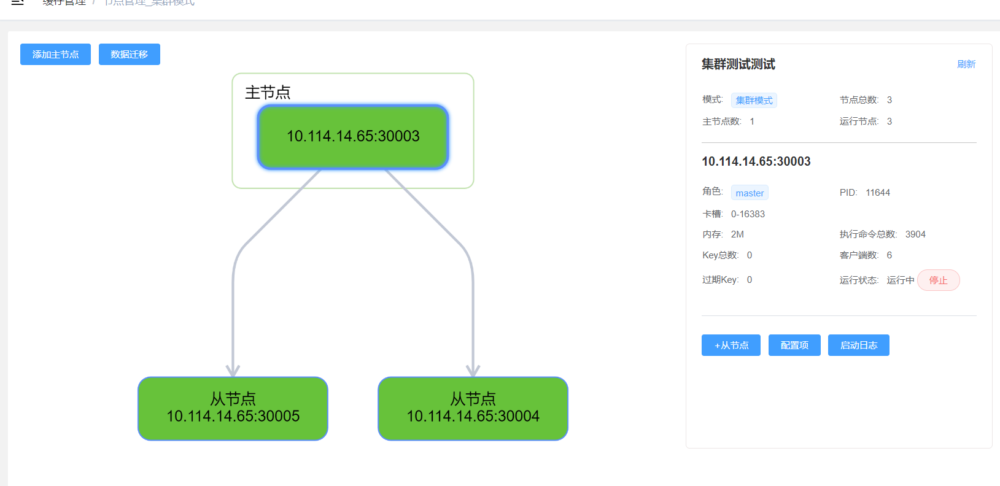 缓存管理 / 节点管理_集群模式
添加主节点 数据迁移
主节点
10.114.14.65:30003
从节点
10.114.14.65:30005
从节点
10.114.14.65:30004
集群测试测试 刷新
模式: 集群模式 节点总数: 3
主节点数: 1 运行节点: 3
10.114.14.65:30003
角色: master PID: 11644
卡槽: 0-16383
内存: 2M 执行命令总数: 3904
Key总数: 0 客户端数: 6
过期Key: 0 运行状态: 运行中 停止
+从节点 配置项 启动日志